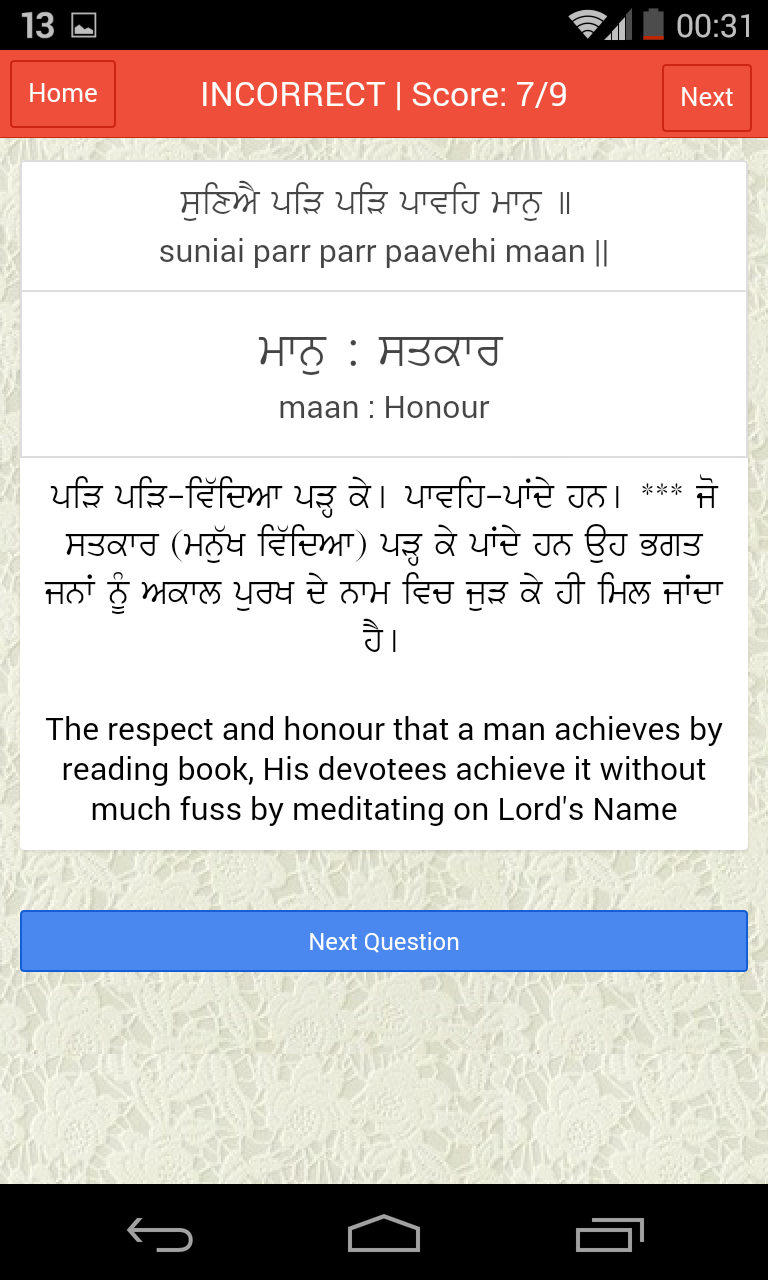 13
00:31
Home
INCORRECT | Score: 7/9
Next
ਸੁਣਿਐ ਪੜਿ ਪੜਿ ਪਾਵਹਿ ਮਾਨੁ ॥
suniai parr parr paavehi maan ||
ਮਾਨੁ : ਸਤਕਾਰ
maan : Honour
ਪੜਿ ਪੜਿ-ਵਿੱਦਿਆ ਪੜ੍ਹ ਕੇ। ਪਾਵਹਿ-ਪਾਂਦੇ ਹਨ। *** ਜੋ
ਸਤਕਾਰ (ਮਨੁੱਖ ਵਿੱਦਿਆ) ਪੜ੍ਹ ਕੇ ਪਾਂਦੇ ਹਨ ਉਹ ਭਗਤ
ਜਨਾਂ ਨੂੰ ਅਕਾਲ ਪੁਰਖ ਦੇ ਨਾਮ ਵਿਚ ਜੁੜ ਕੇ ਹੀ ਮਿਲ ਜਾਂਦਾ
ਹੈ।
The respect and honour that a man achieves by
reading book, His devotees achieve it without
much fuss by meditating on Lord's Name
Next Question